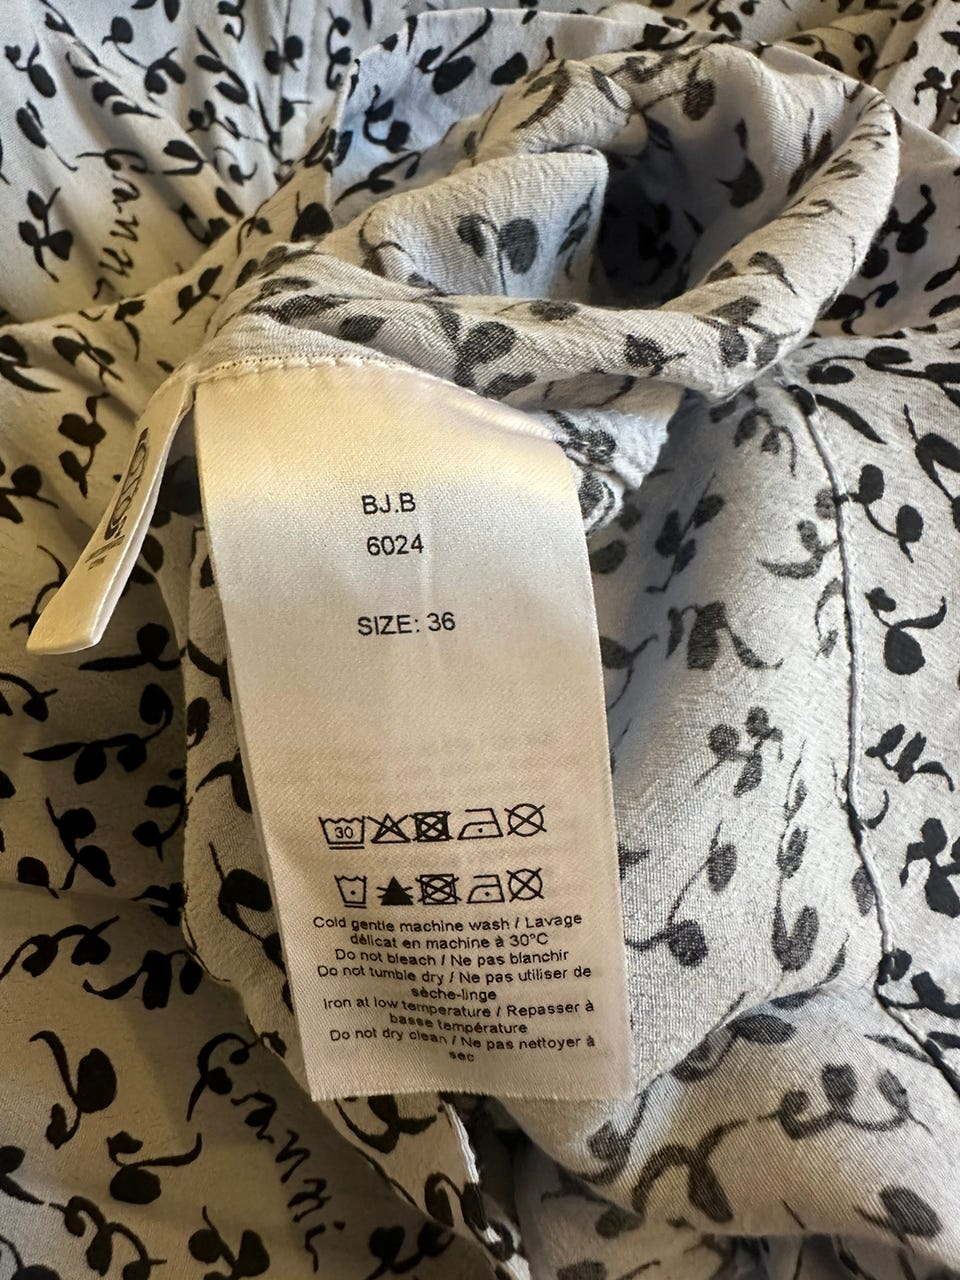 BJ.B
6024
SIZE: 36
30
Cold gentle machine wash / Lavage
délicat en machine à 30°C
Do not bleach / Ne pas blanchir
Do not tumble dry / Ne pas utiliser de
sèche-linge
Iron at low temperature / Repasser à
basse température
Do not dry clean / Ne pas nettoyer à
sec
Ganni